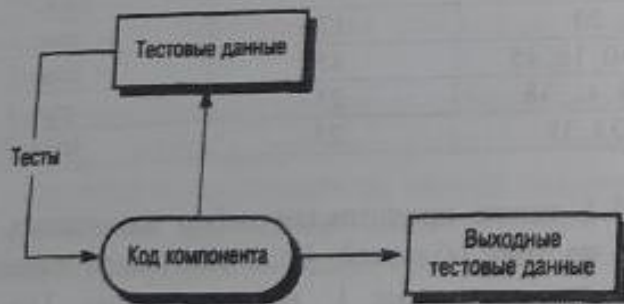 Тестовые данные
Тесты
Код компонента
Выходные
тестовые данные